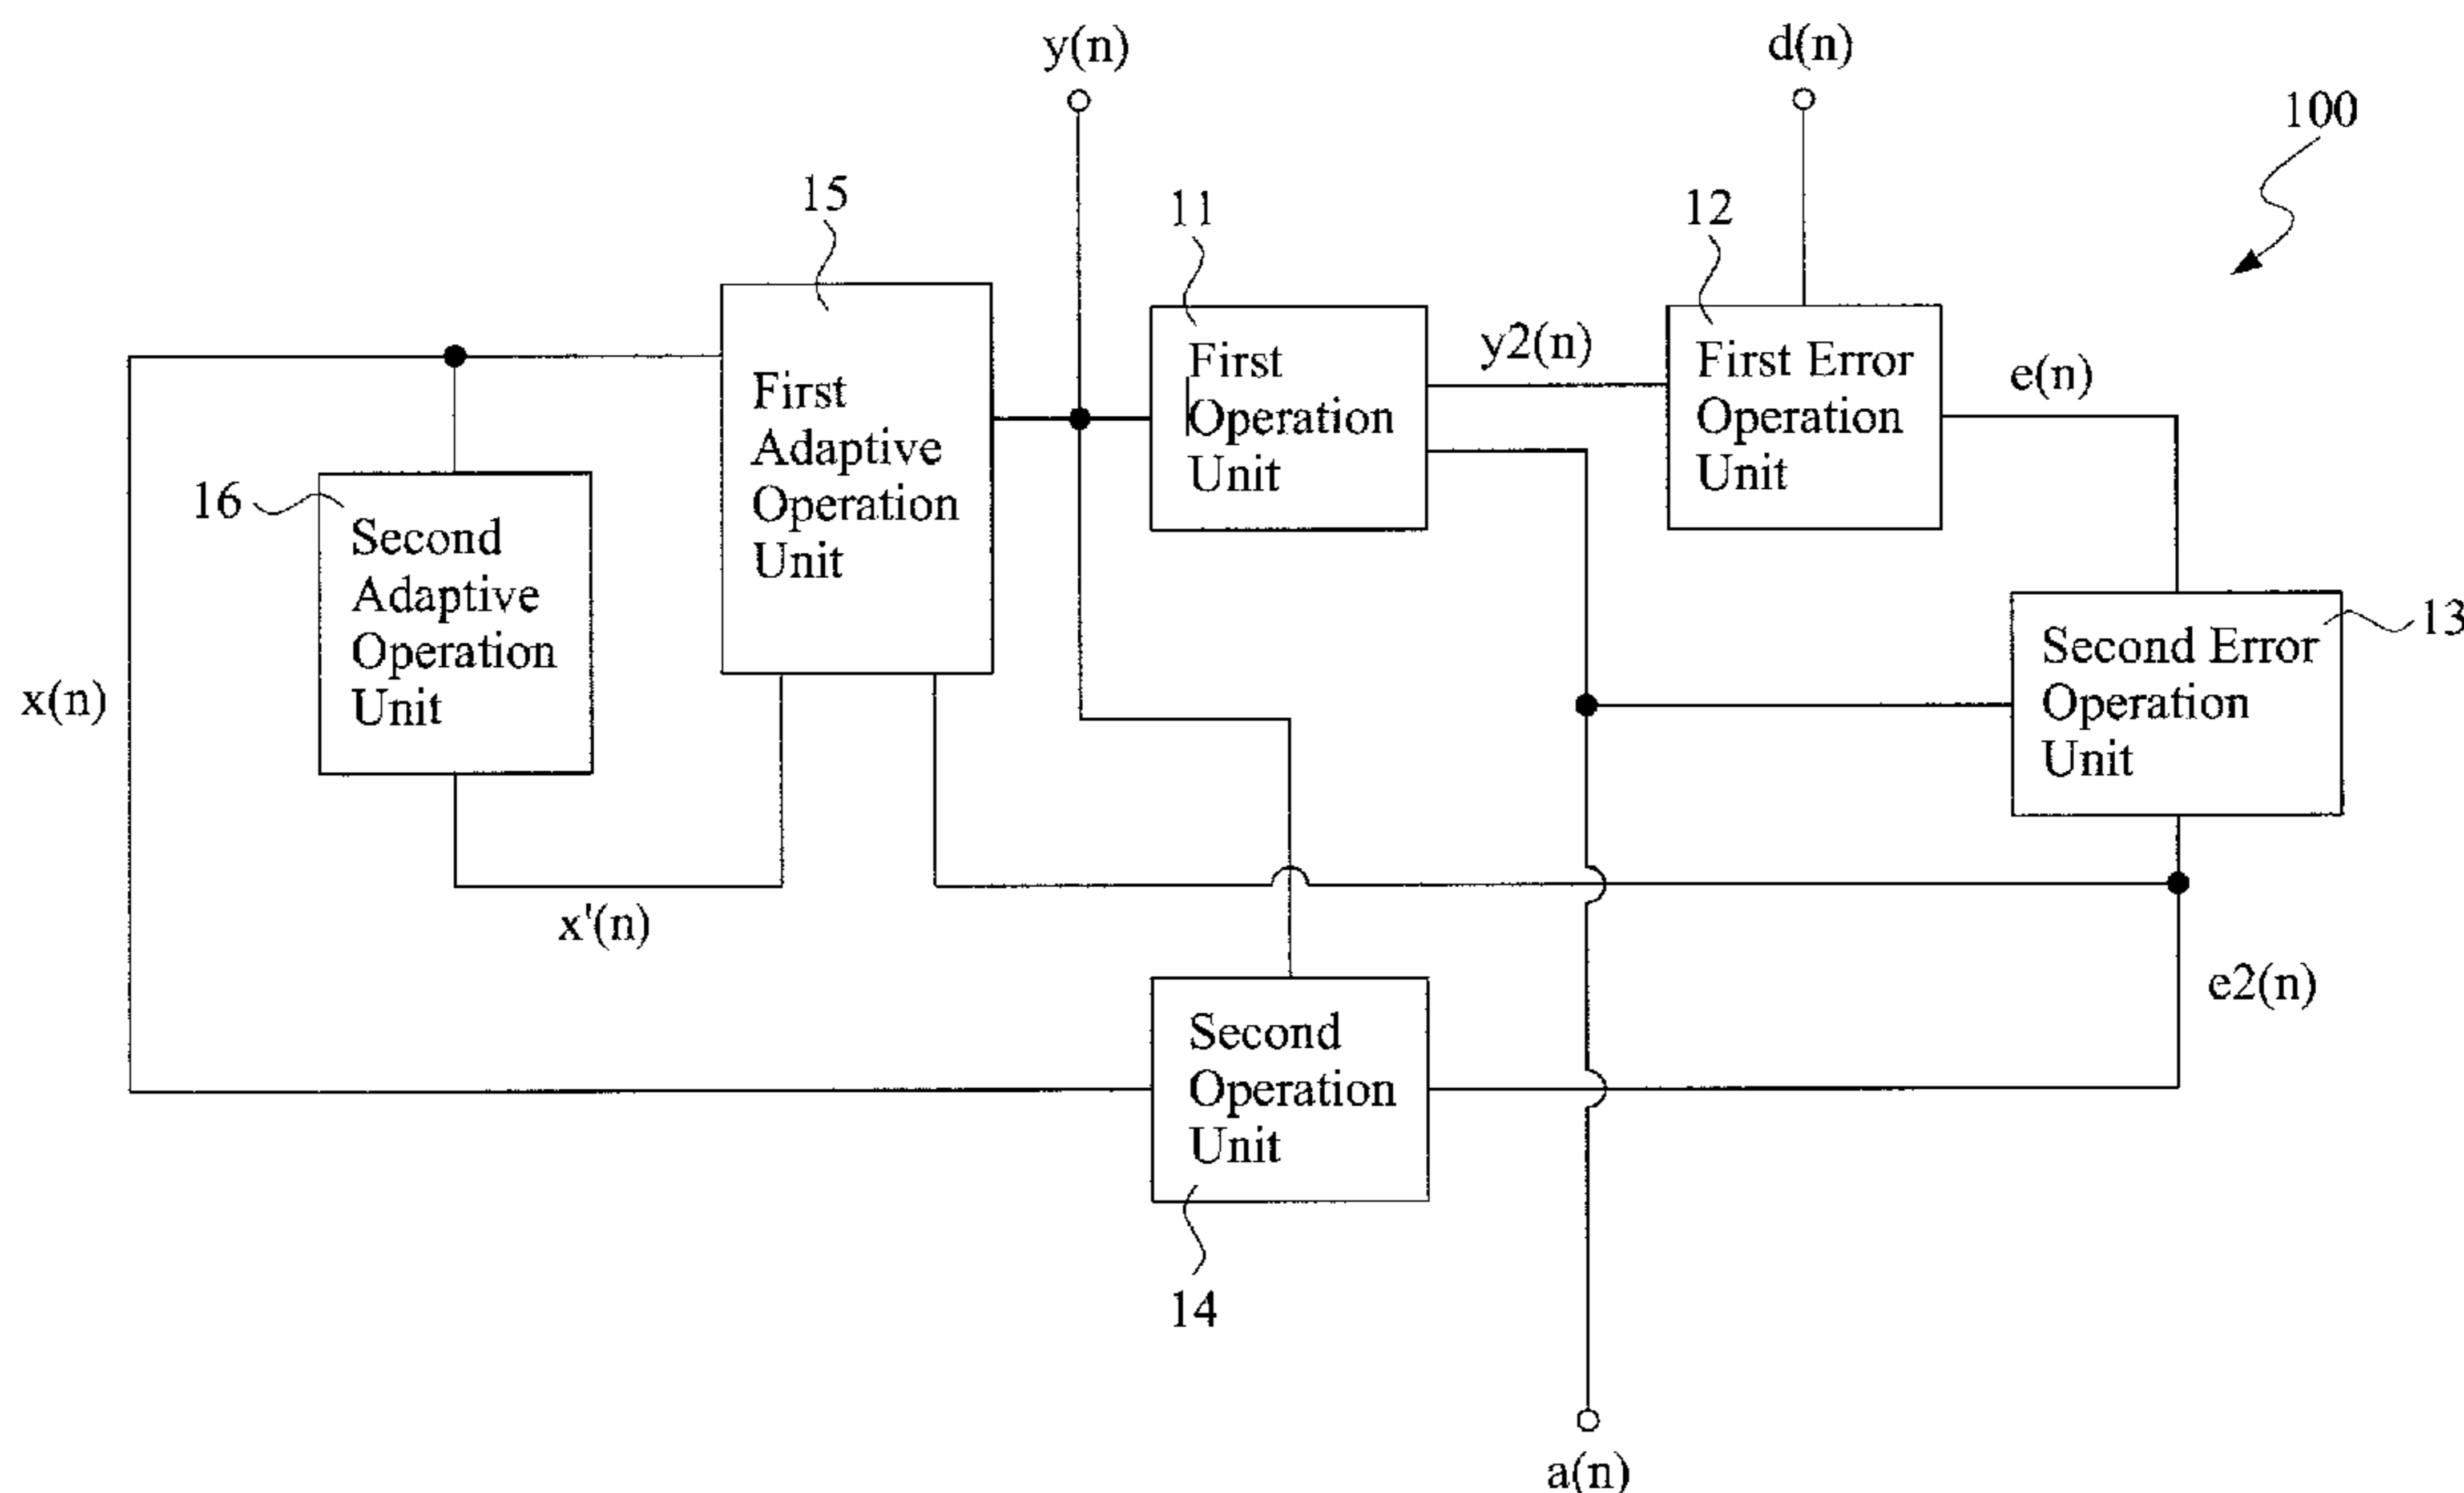 y(n)
d(n)
100
15
11
12
First
Adaptive
Operation
Unit
First
Operation
Unit
y2(n)
First Error
Operation
Unit
e(n)
16
Second
Adaptive
Operation
Unit
13
Second Error
Operation
Unit
x(n)
x'(n)
e2(n)
Second
Operation
Unit
14
a(n)